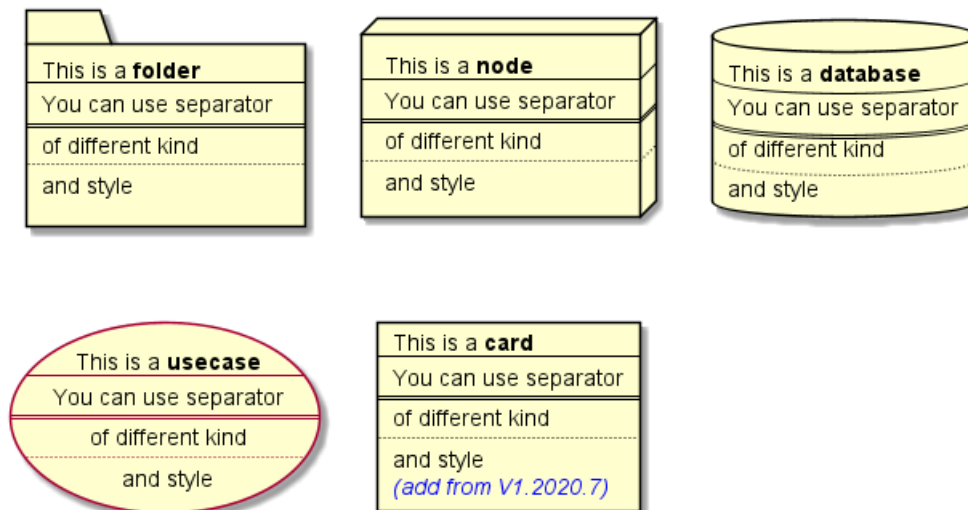 This is a folder
You can use separator
of different kind
and style
This is a node
You can use separator
of different kind
and style
This is a database
You can use separator
of different kind
and style
This is a usecase
You can use separator
of different kind
and style
This is a card
You can use separator
of different kind
and style
(add from V1.2020.7)